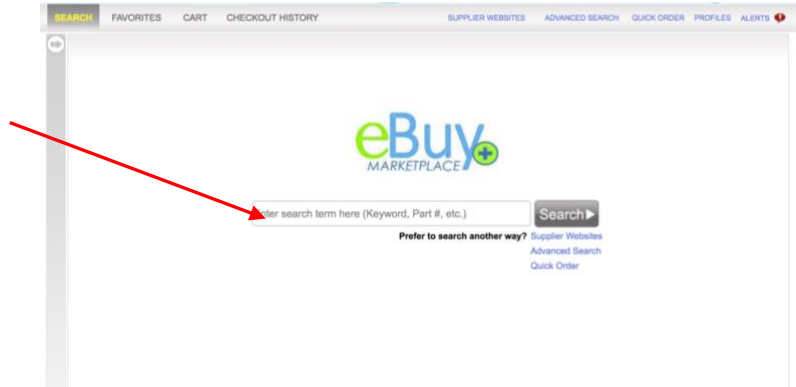 SEARCH FAVORITES CART CHECKOUT HISTORY SUPPLIER WEBSITES ADVANCED SEARCH QUICK ORDER PROFILES ALERTS
eBuy+
MARKETPLACE
Enter search term here (Keyword, Part #, etc.) Search
Prefer to search another way? Supplier Websites
Advanced Search
Quick Order